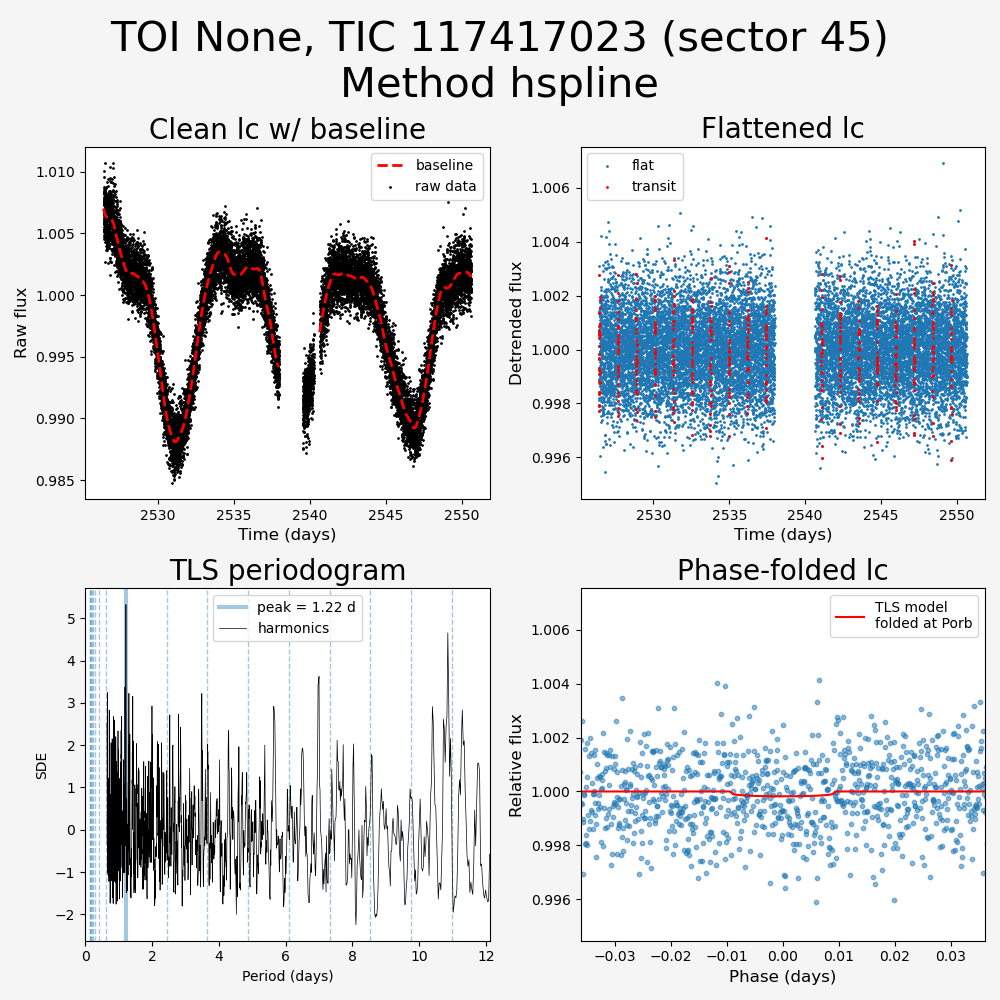 TOI None, TIC 117417023 (sector 45)
Method hspline
Clean lc w/ baseline
baseline
raw data
1.010
1.005
1.000
0.995
0.990
0.985
Raw flux
2530
2535
2540
2545
2550
Time (days)
Flattened lc
flat
transit
1.006
1.004
1.002
1.000
0.998
0.996
Detrended flux
2530
2535
2540
2545
2550
Time (days)
TLS periodogram
peak = 1.22 d
harmonics
5
4
3
2
1
0
−1
−2
SDE
0
2
4
6
8
10
12
Period (days)
Phase-folded lc
TLS model
folded at Porb
1.006
1.004
1.002
1.000
0.998
0.996
Relative flux
−0.03
−0.02
−0.01
0.00
0.01
0.02
0.03
Phase (days)